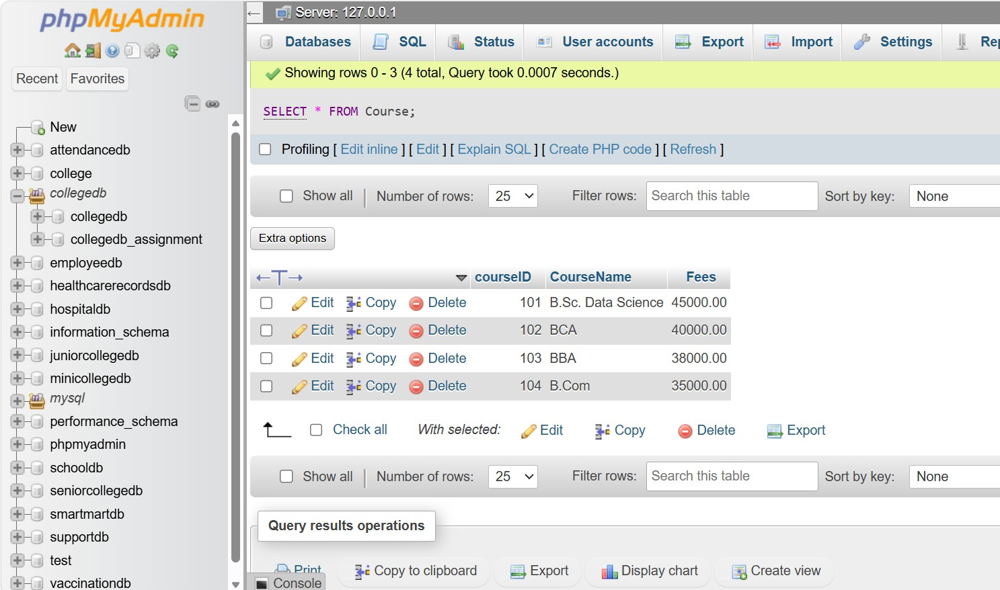 phpMyAdmin
Recent Favorites
New
attendancedb
college
collegedb
collegedb
collegedb_assignment
employeedb
healthcarerecordsdb
hospitaldb
information_schema
juniorcollegedb
minicollegedb
mysql
performance_schema
phpmyadmin
schooldb
seniorcollegedb
smartmartdb
supportdb
test
vaccinationdb
Server: 127.0.0.1
Databases SQL Status User accounts Export Import Settings
Showing rows 0 - 3 (4 total, Query took 0.0007 seconds.)
SELECT * FROM Course;
Profiling [ Edit inline ] [ Edit ] [ Explain SQL ] [ Create PHP code ] [ Refresh ]
Show all Number of rows: 25 Filter rows: Search this table Sort by key: None
Extra options
courseID CourseName Fees
Edit Copy Delete 101 B.Sc. Data Science 45000.00
Edit Copy Delete 102 BCA 40000.00
Edit Copy Delete 103 BBA 38000.00
Edit Copy Delete 104 B.Com 35000.00
Check all With selected: Edit Copy Delete Export
Show all Number of rows: 25 Filter rows: Search this table Sort by key: None
Query results operations
Print Copy to clipboard Export Display chart Create view
Console